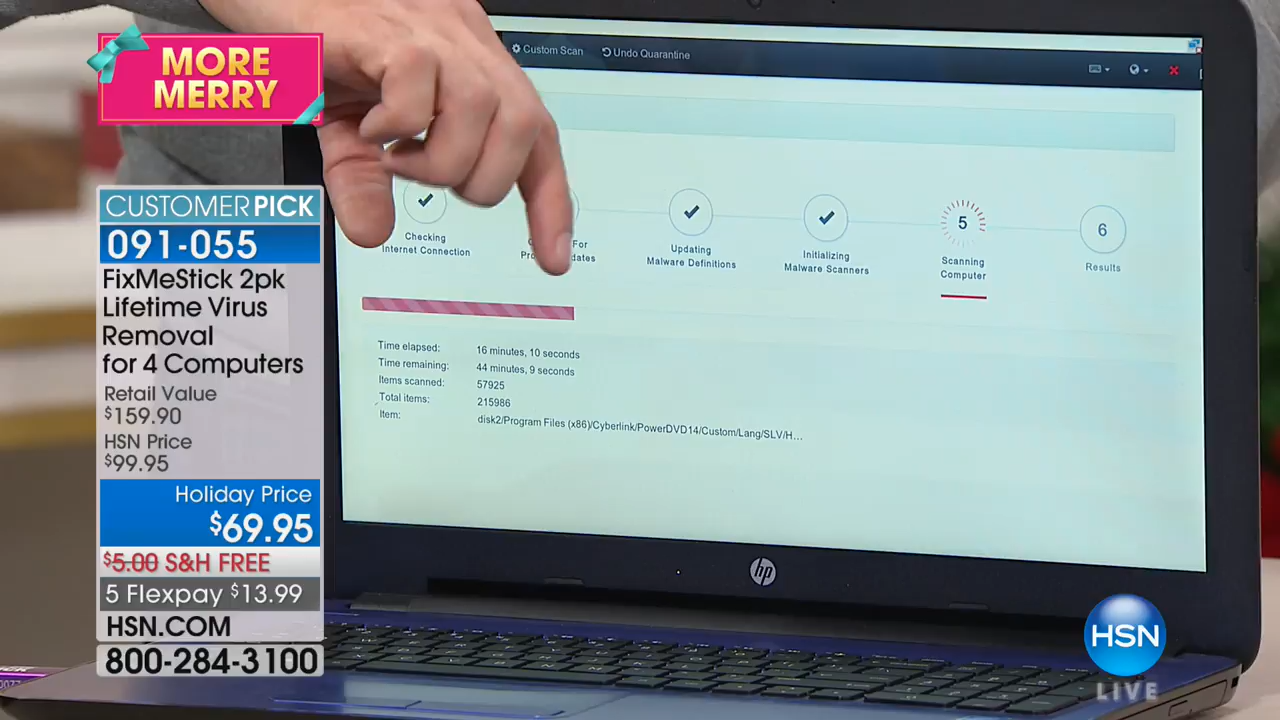 MORE
MERRY
CUSTOMER PICK
091-055
FixMeStick 2pk
Lifetime Virus
Removal
for 4 Computers
Retail Value
$159.90
HSN Price
$99.95
Holiday Price
$69.95
$5.00 S&H FREE
5 Flexpay $13.99
HSN.COM
800-284-3100
Custom Scan Undo Quarantine
Checking
Internet Connection
For
Updating
Malware Definitions
Initializing
Malware Scanners
5
Scanning
Computer
6
Results
Time elapsed: 16 minutes, 10 seconds
Time remaining: 44 minutes, 9 seconds
Items scanned: 57925
Total items: 215986
Item: disk2/Program Files (x86)/Cyberlink/PowerDVD14/Custom/Lang/SLV/H...
hp
HSN
LIVE